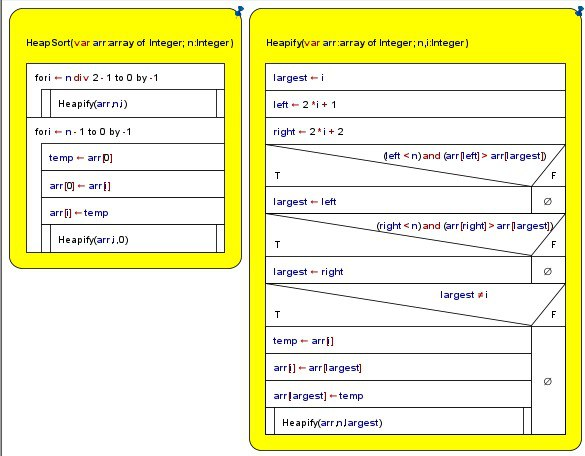 HeapSort(var arr:array of Integer; n:Integer)
for i ← n div 2 - 1 to 0 by -1
Heapify(arr,n,i)
for i ← n - 1 to 0 by -1
temp ← arr[0]
arr[0] ← arr[i]
arr[i] ← temp
Heapify(arr,i,0)
Heapify(var arr:array of Integer; n,i:Integer)
largest ← i
left ← 2 * i + 1
right ← 2 * i + 2
(left < n) and (arr[left] > arr[largest])
T F
largest ← left ∅
(right < n) and (arr[right] > arr[largest])
T F
largest ← right ∅
largest ≠ i
T F
temp ← arr[i]
arr[i] ← arr[largest]
∅
arr[largest] ← temp
Heapify(arr,n,largest)